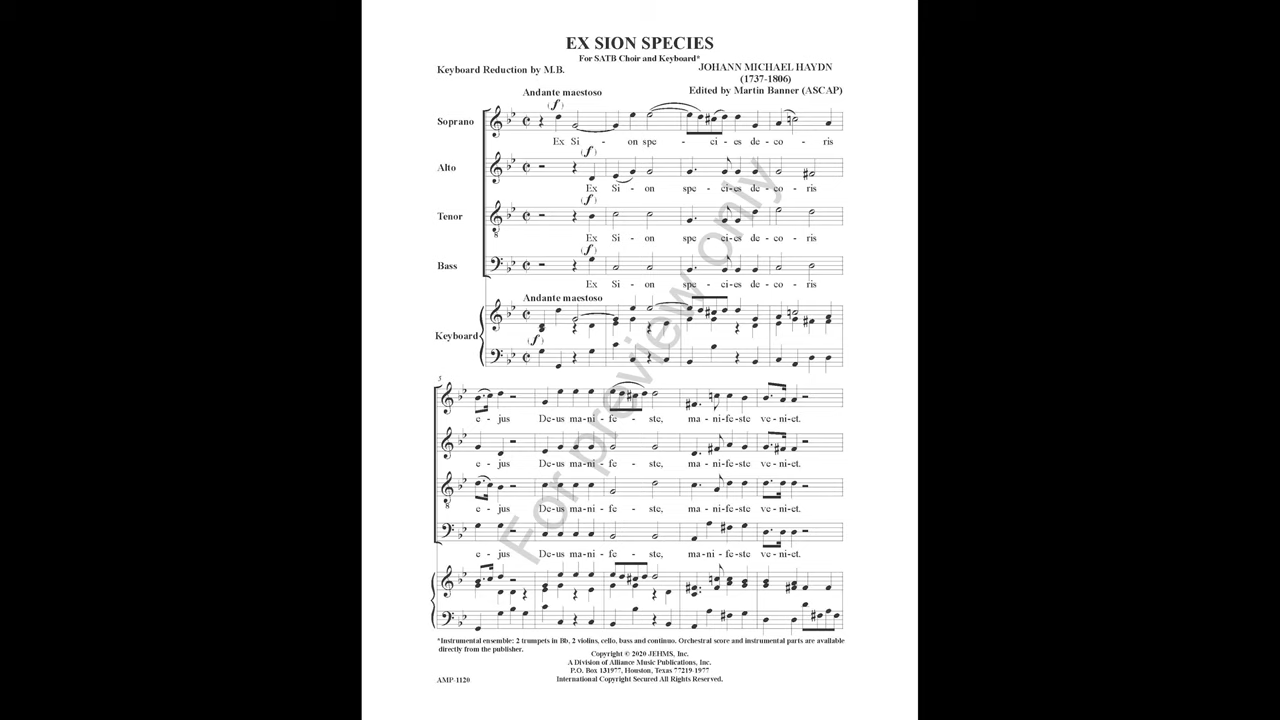 EX SION SPECIES
For SATB Choir and Keyboard*
Keyboard Reduction by M.B.
JOHANN MICHAEL HAYDN
(1737-1806)
Edited by Martin Banner (ASCAP)
Andante maestoso
(f)
Soprano
Ex Si - on spe - ci - es de - co - ris
(f)
Alto
Ex Si - on spe - ci - es de - co - ris
(f)
Tenor
8
Ex Si - on spe - ci - es de - co - ris
(f)
Bass
Ex Si - on spe - ci - es de - co - ris
Andante maestoso
Keyboard
(f)
5
e - jus De-us ma-ni - fe - ste, ma - ni-fe-ste ve-ni-et.
e - jus De-us ma-ni - fe - ste, ma - ni-fe-ste ve-ni-et.
8
e - jus De-us ma-ni - fe - ste, ma - ni-fe-ste ve-ni-et.
e - jus De-us ma-ni - fe - ste, ma-ni-feste ve-ni-et.
*Instrumental ensemble: 2 trumpets in Bb, 2 violins, cello, bass and continuo. Orchestral score and instrumental parts are available
directly from the publisher.
Copyright © 2020 JEHMS, Inc.
A Division of Alliance Music Publications, Inc.
P.O. Box 131977, Houston, Texas 77219-1977
International Copyright Secured All Rights Reserved.
AMP-1120
For preview only